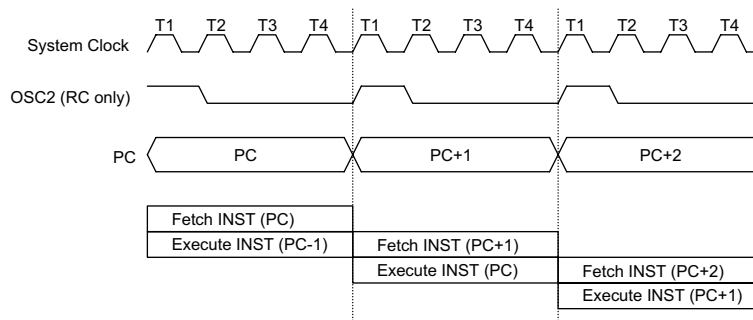 T1 T2 T3 T4 T1 T2 T3 T4 T1 T2 T3 T4
System Clock
OSC2 (RC only)
PC PC PC+1 PC+2
Fetch INST (PC)
Execute INST (PC-1) Fetch INST (PC+1)
Execute INST (PC) Fetch INST (PC+2)
Execute INST (PC+1)